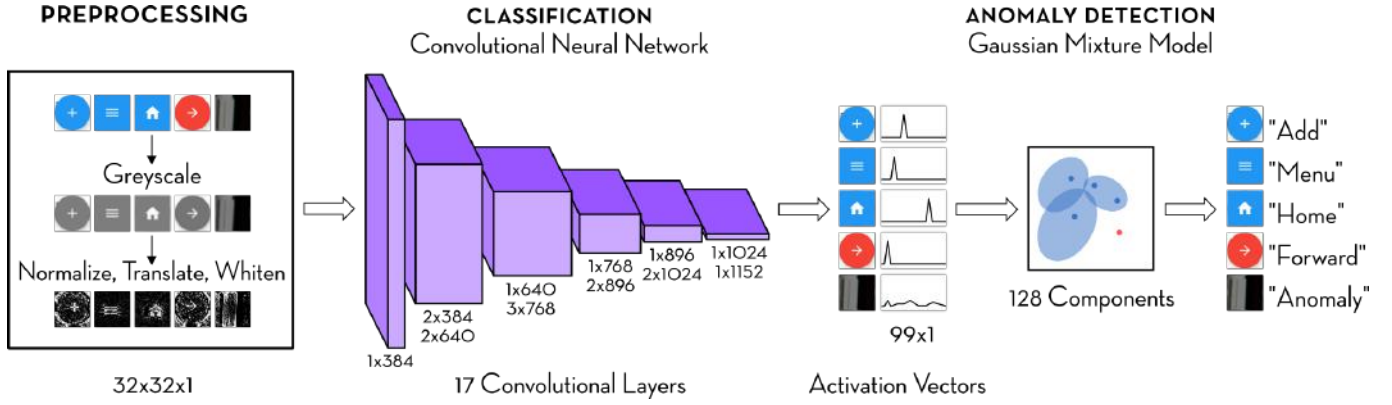 PREPROCESSING
Greyscale
Normalize, Translate, Whiten
32x32x1
CLASSIFICATION
Convolutional Neural Network
1x384
2x384
2x640
1x640
3x768
1x768
2x896
1x896
2x1024
1x1024
1x1152
17 Convolutional Layers
ANOMALY DETECTION
Gaussian Mixture Model
99x1
Activation Vectors
128 Components
"Add"
"Menu"
"Home"
"Forward"
"Anomaly"